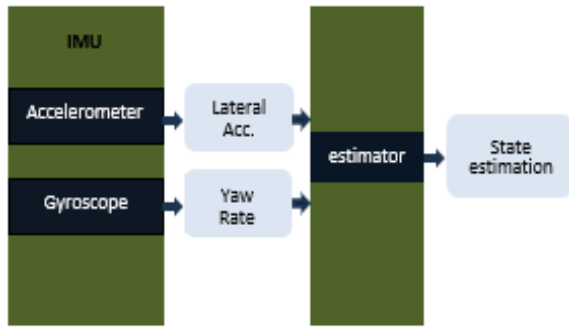 IMU
Accelerometer
Lateral
Acc.
estimator
State
estimation
Gyroscope
Yaw
Rate